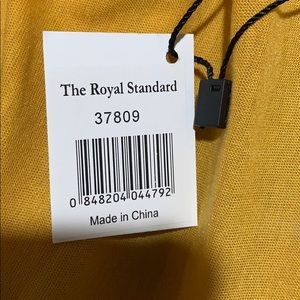 The Royal Standard
37809
0 848204 044792
Made in China